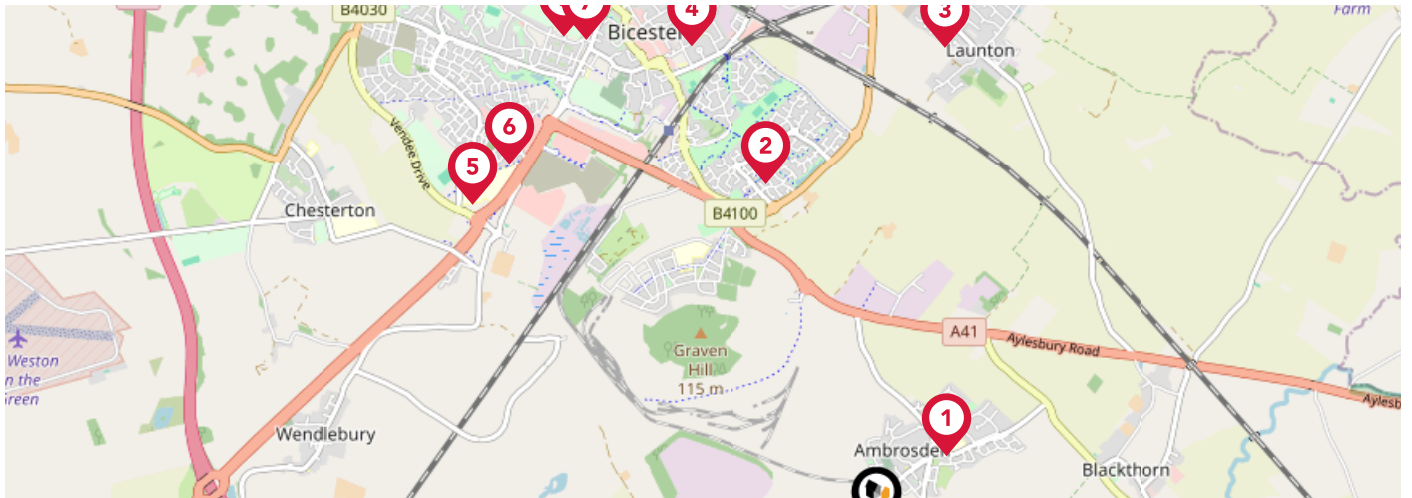 B4030
7
4
3
Farm
Bicester
Launton
6
2
5
Vendee Drive
Chesterton
B4100
A41
Aylesbury Road
Weston
n the
Green
Graven
Hill
115 m
Aylesb
1
Wendlebury
Ambrosden
Blackthorn